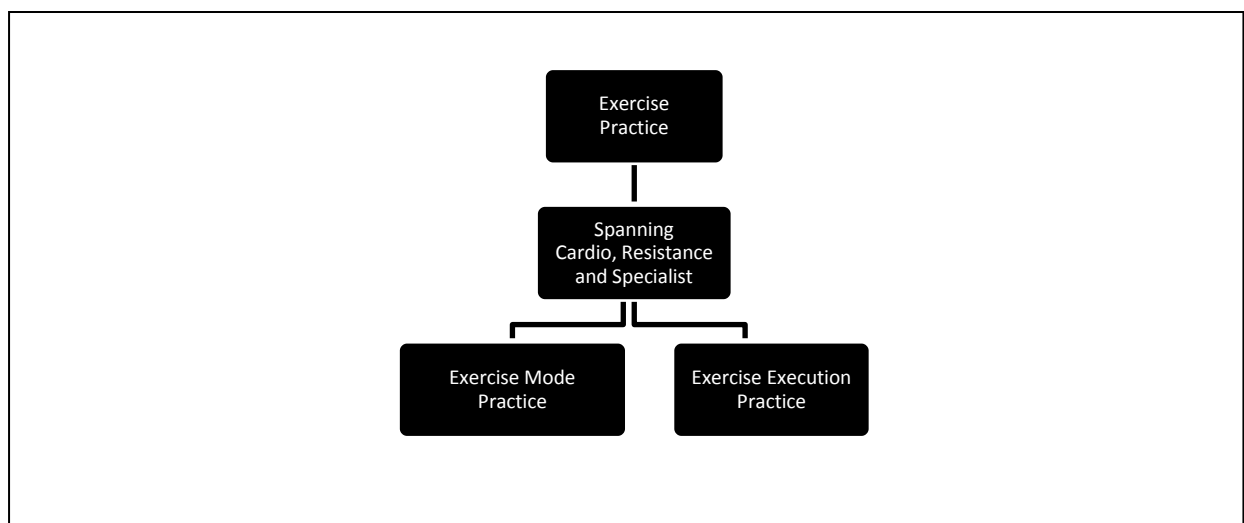 Exercise
Practice
Spanning
Cardio, Resistance
and Specialist
Exercise Mode
Practice
Exercise Execution
Practice